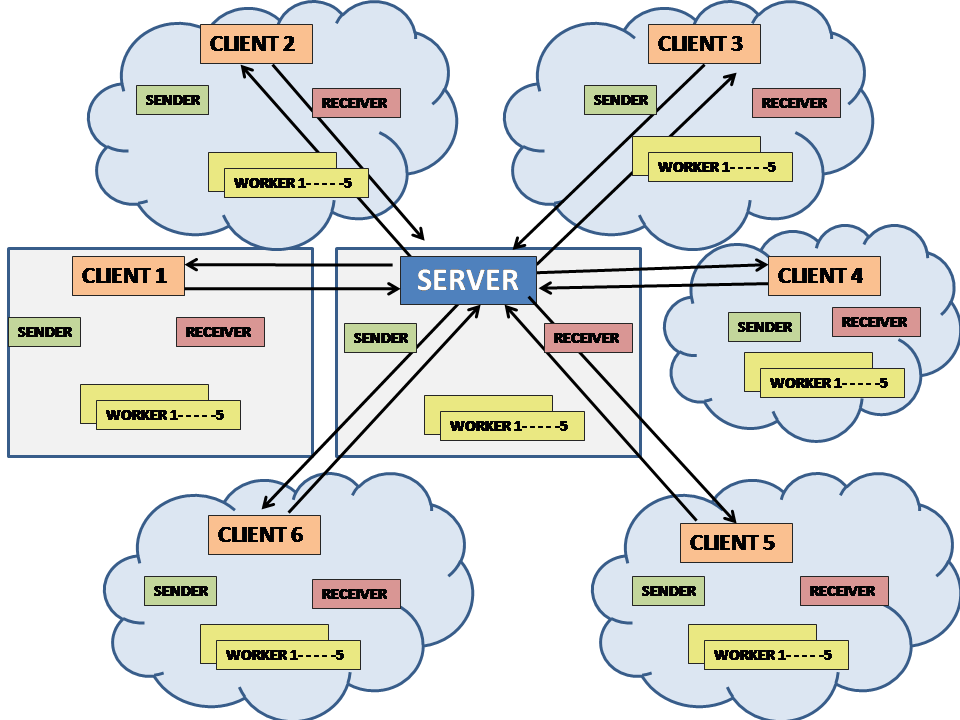 CLIENT 2
SENDER
RECEIVER
WORKER 1- - - - -5
CLIENT 3
SENDER
RECEIVER
WORKER 1- - - - -5
CLIENT 1
SENDER
RECEIVER
WORKER 1- - - - -5
SERVER
SENDER
RECEIVER
WORKER 1- - - - -5
CLIENT 4
SENDER
RECEIVER
WORKER 1- - - - -5
CLIENT 6
SENDER
RECEIVER
WORKER 1- - - - -5
CLIENT 5
SENDER
RECEIVER
WORKER 1- - - - -5